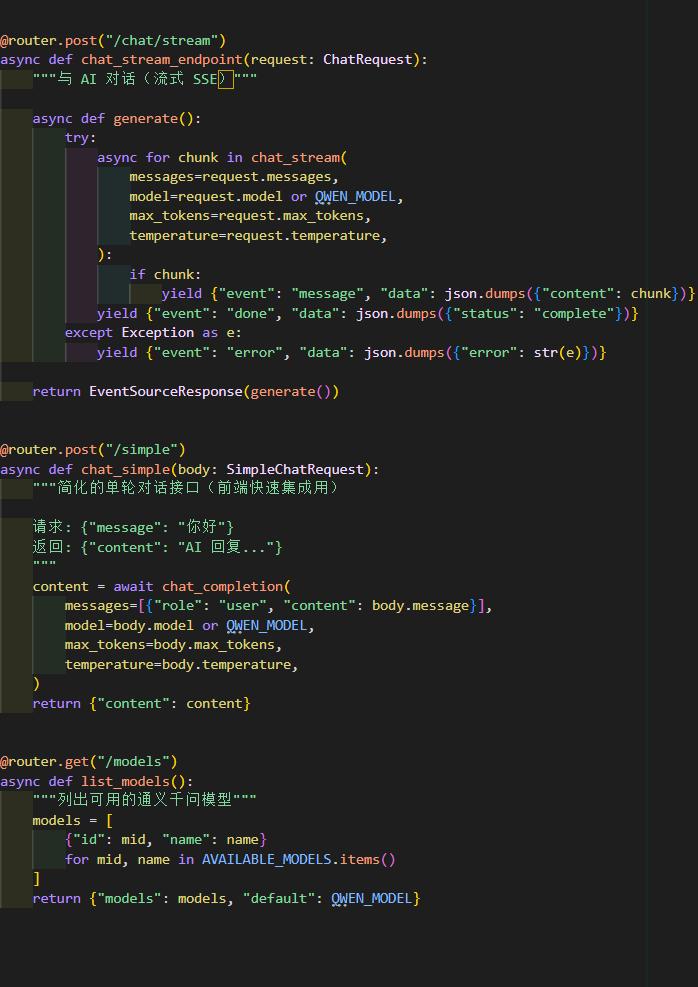 @router.post("/chat/stream")
async def chat_stream_endpoint(request: ChatRequest):
    """与 AI 对话（流式 SSE）"""

    async def generate():
        try:
            async for chunk in chat_stream(
                messages=request.messages,
                model=request.model or QWEN_MODEL,
                max_tokens=request.max_tokens,
                temperature=request.temperature,
            ):
                if chunk:
                    yield {"event": "message", "data": json.dumps({"content": chunk})}
            yield {"event": "done", "data": json.dumps({"status": "complete"})}
        except Exception as e:
            yield {"event": "error", "data": json.dumps({"error": str(e)})}

    return EventSourceResponse(generate())


@router.post("/simple")
async def chat_simple(body: SimpleChatRequest):
    """简化的单轮对话接口（前端快速集成用）

    请求: {"message": "你好"}
    返回: {"content": "AI 回复..."}
    """
    content = await chat_completion(
        messages=[{"role": "user", "content": body.message}],
        model=body.model or QWEN_MODEL,
        max_tokens=body.max_tokens,
        temperature=body.temperature,
    )
    return {"content": content}


@router.get("/models")
async def list_models():
    """列出可用的通义千问模型"""
    models = [
        {"id": mid, "name": name}
        for mid, name in AVAILABLE_MODELS.items()
    ]
    return {"models": models, "default": QWEN_MODEL}